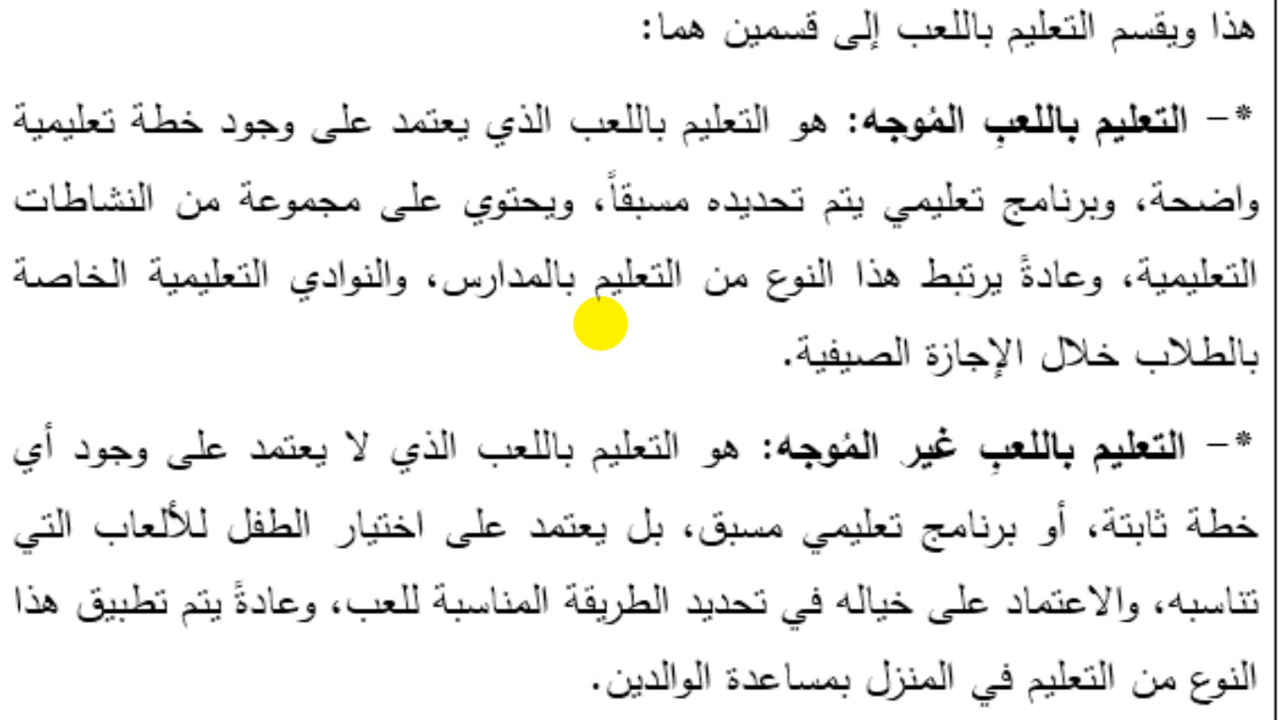 هذا ويقسم التعليم باللعب إلى قسمين هما:
*- التعليم باللعبِ المُوجه: هو التعليم باللعب الذي يعتمد على وجود خطة تعليمية
واضحة، وبرنامج تعليمي يتم تحديده مسبقاً، ويحتوي على مجموعة من النشاطات
التعليمية، وعادةً يرتبط هذا النوع من التعليم بالمدارس، والنوادي التعليمية الخاصة
بالطلاب خلال الإجازة الصيفية.
*- التعليم باللعبِ غير المُوجه: هو التعليم باللعب الذي لا يعتمد على وجود أي
خطة ثابتة، أو برنامج تعليمي مسبق، بل يعتمد على اختيار الطفل للألعاب التي
تناسبه، والاعتماد على خياله في تحديد الطريقة المناسبة للعب، وعادةً يتم تطبيق هذا
النوع من التعليم في المنزل بمساعدة الوالدين.